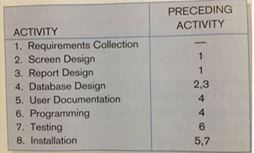 ACTIVITY PRECEDING ACTIVITY
1. Requirements Collection —
2. Screen Design 1
3. Report Design 1
4. Database Design 2,3
5. User Documentation 4
6. Programming 4
7. Testing 6
8. Installation 5,7